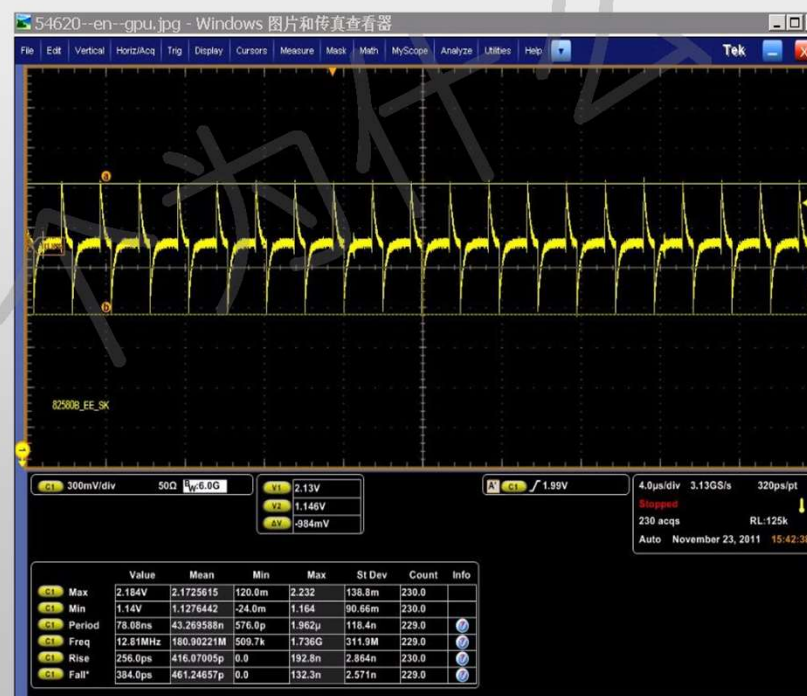 54620--en--gpu.jpg - Windows 图片和传真查看器
File Edit Vertical Horiz/Acq Trig Display Cursors Measure Mask Math MyScope Analyze Utilities Help Tek X
个为什么
a
b
82580B_EE_SK
1
C1 300mV/div 50Ω BW:6.0G
V1 2.13V
V2 1.146V
ΔV -984mV
A' C1 1.99V
4.0μs/div 3.13GS/s 320ps/pt
Stopped
230 acqs RL:125k
Auto November 23, 2011 15:42:38
Value Mean Min Max St Dev Count Info
C1 Max 2.184V 2.1725615 120.0m 2.232 138.8m 230.0
C1 Min 1.14V 1.1276442 -24.0m 1.164 90.66m 230.0
C1 Period 78.08ns 43.269588n 576.0p 1.962μ 118.4n 229.0
C1 Freq 12.81MHz 180.90221M 509.7k 1.736G 311.9M 229.0
C1 Rise 256.0ps 416.07005p 0.0 192.8n 2.864n 230.0
C1 Fall* 384.0ps 461.24657p 0.0 132.3n 2.571n 229.0